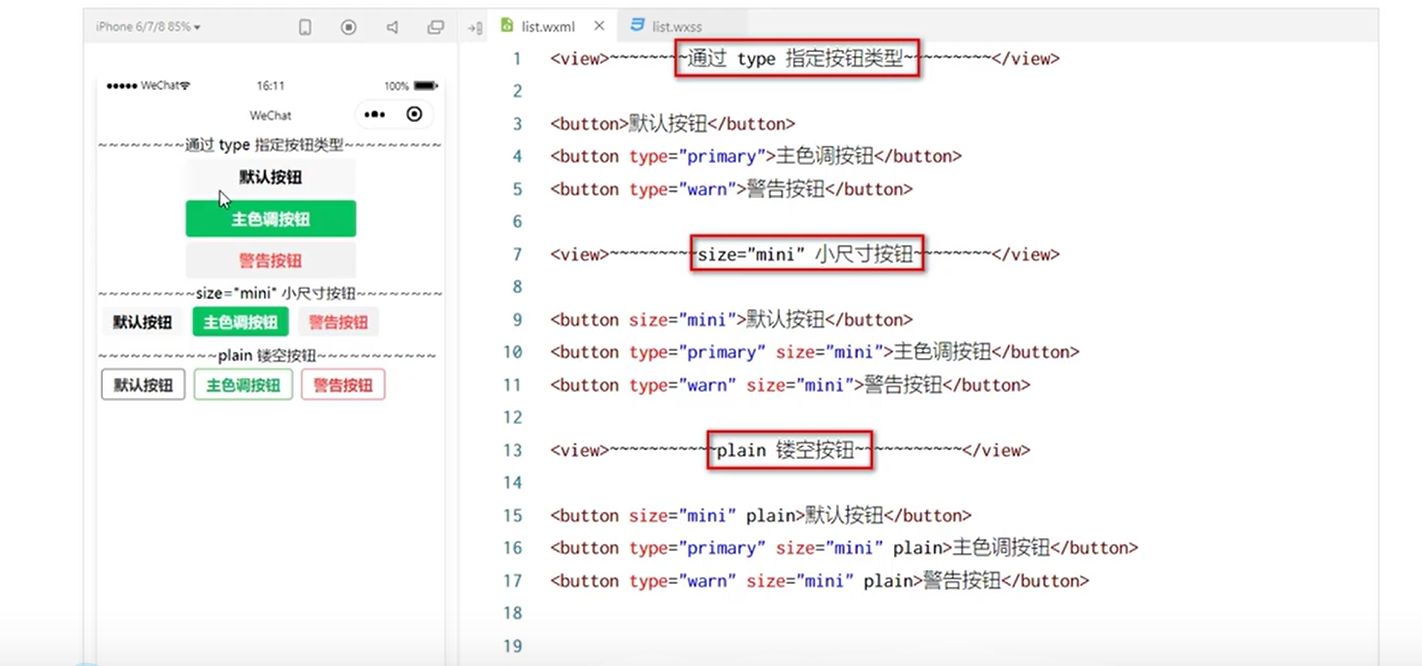 iPhone 6/7/8 85%
WeChat
16:11
100%
WeChat
~~~~~~~~通过 type 指定按钮类型~~~~~~~~~
默认按钮
主色调按钮
警告按钮
~~~~~~~~~size="mini" 小尺寸按钮~~~~~~~~
默认按钮 主色调按钮 警告按钮
~~~~~~~~~~~plain 镂空按钮~~~~~~~~~~~
默认按钮 主色调按钮 警告按钮
list.wxml list.wxss
1 <view>~~~~~~~~通过 type 指定按钮类型~~~~~~~~~</view>
2
3 <button>默认按钮</button>
4 <button type="primary">主色调按钮</button>
5 <button type="warn">警告按钮</button>
6
7 <view>~~~~~~~~~size="mini" 小尺寸按钮~~~~~~~~</view>
8
9 <button size="mini">默认按钮</button>
10 <button type="primary" size="mini">主色调按钮</button>
11 <button type="warn" size="mini">警告按钮</button>
12
13 <view>~~~~~~~~~~~plain 镂空按钮~~~~~~~~~~~</view>
14
15 <button size="mini" plain>默认按钮</button>
16 <button type="primary" size="mini" plain>主色调按钮</button>
17 <button type="warn" size="mini" plain>警告按钮</button>
18
19